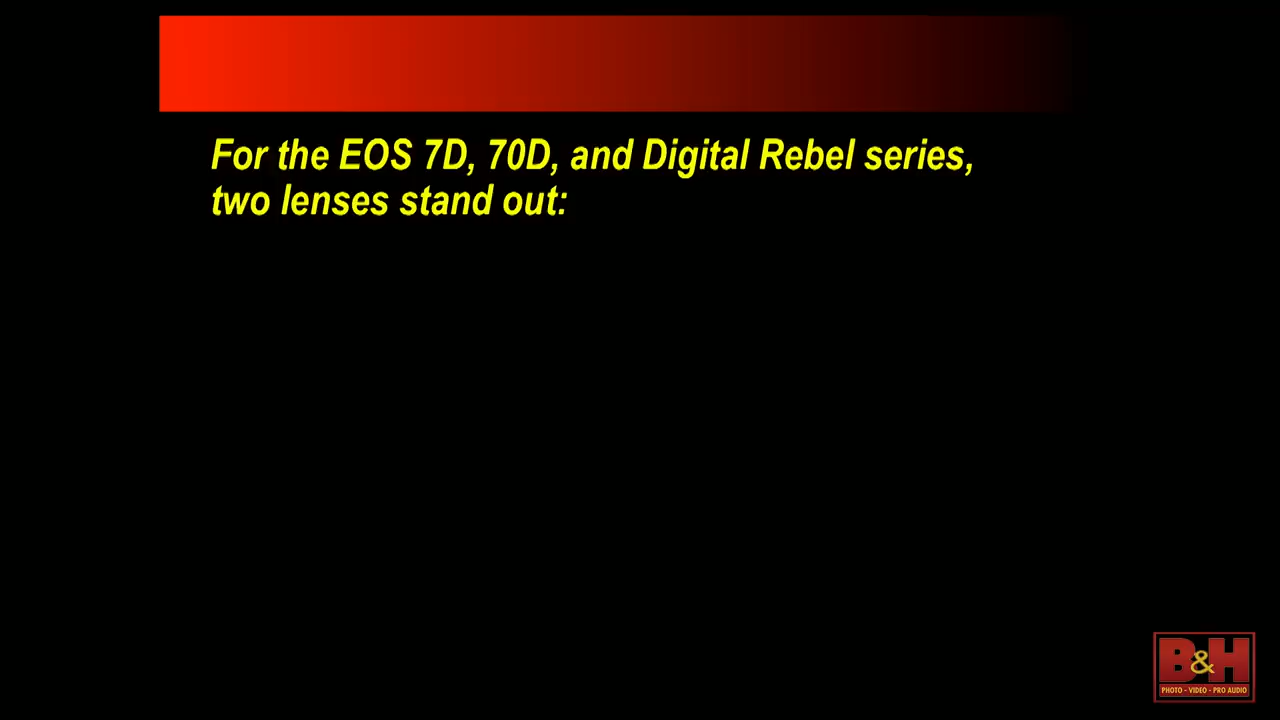 For the EOS 7D, 70D, and Digital Rebel series,
two lenses stand out:
B&H
PHOTO - VIDEO - PRO AUDIO